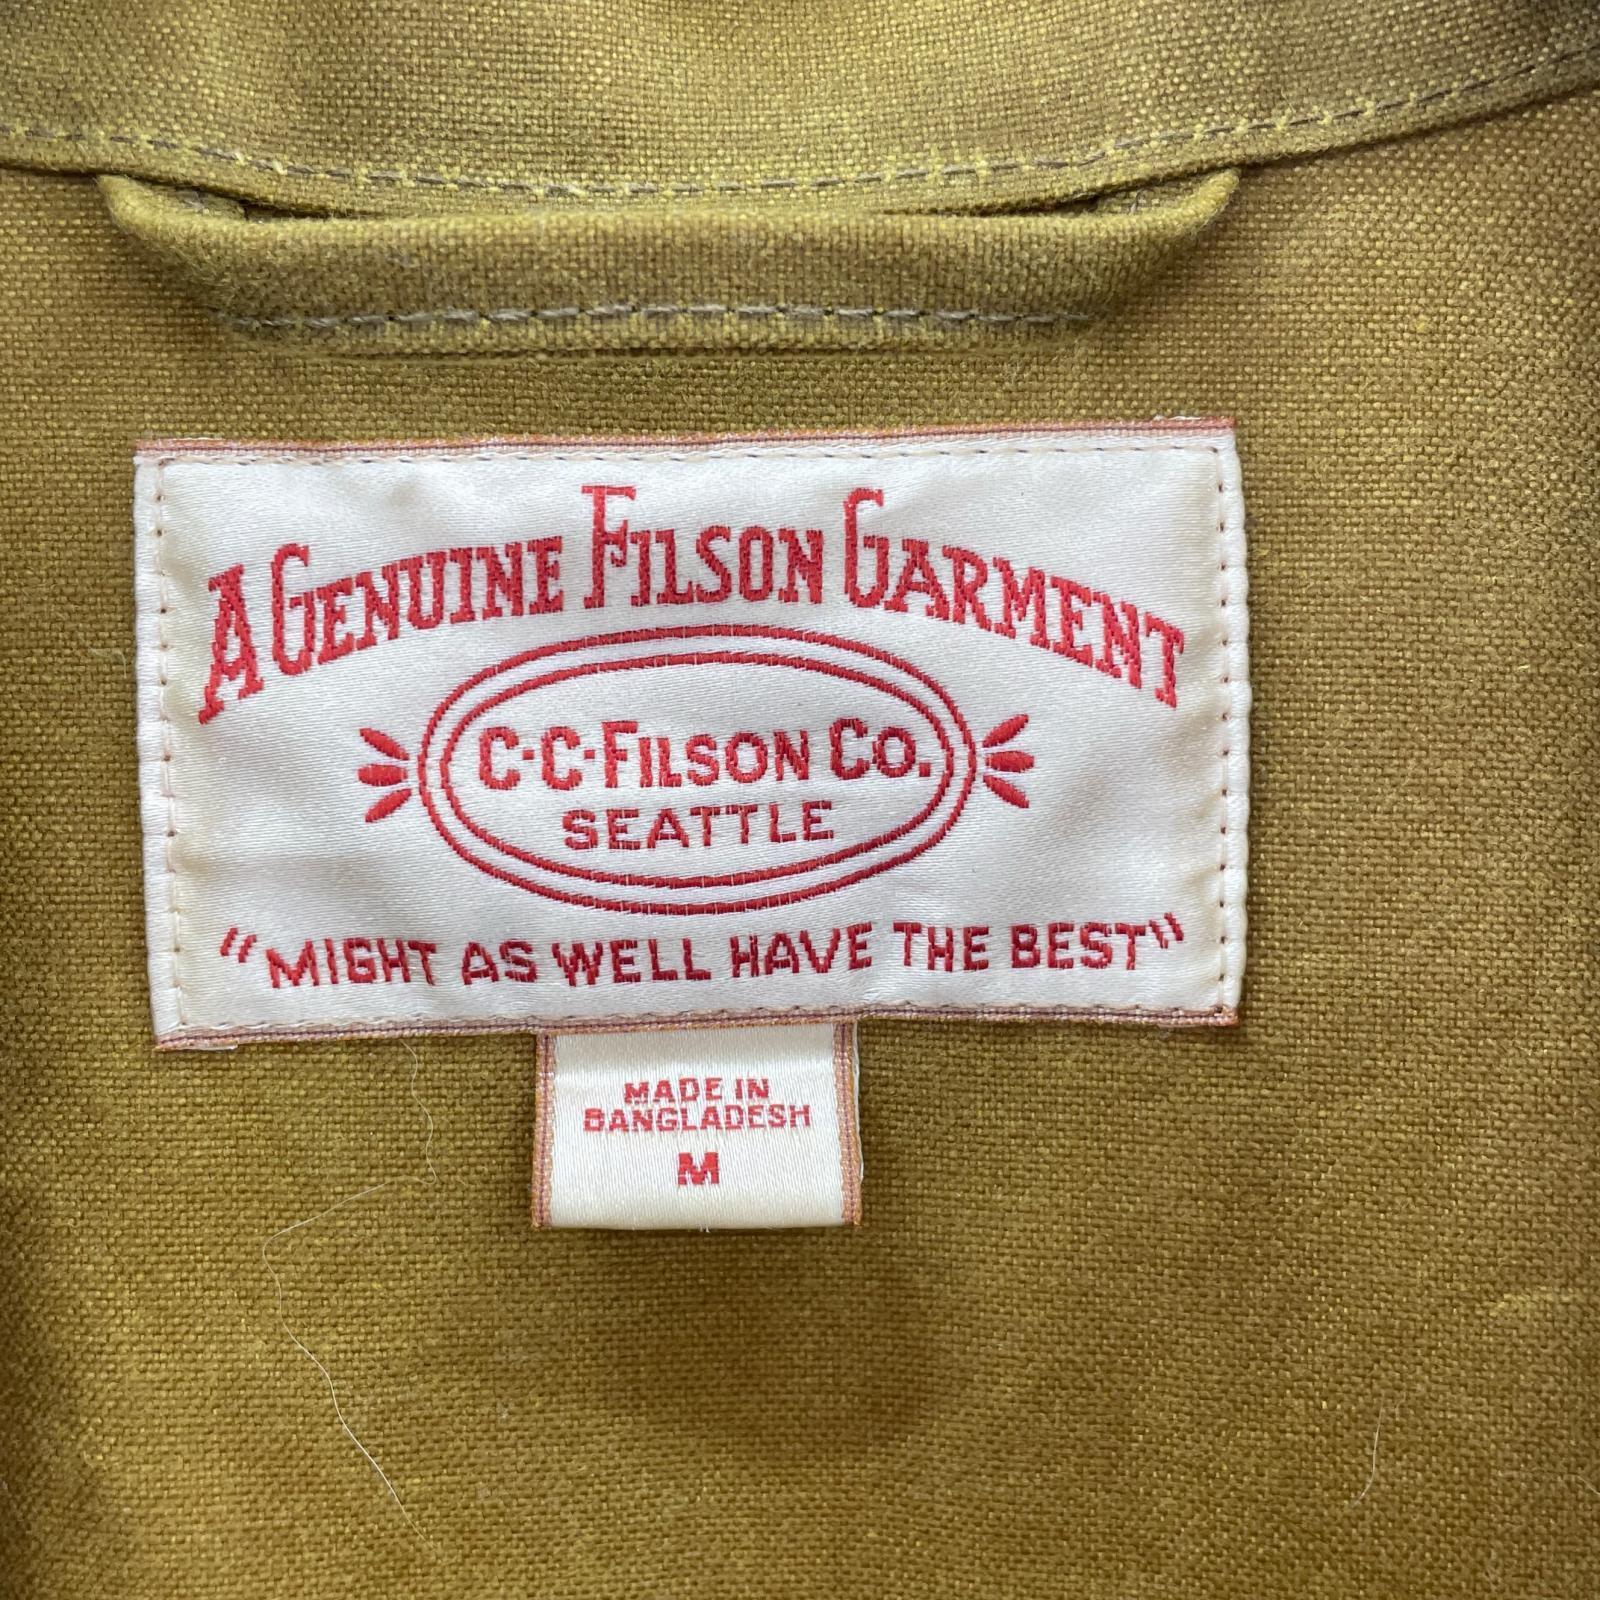 A GENUINE FILSON GARMENT
C·C·FILSON CO.
SEATTLE
"MIGHT AS WELL HAVE THE BEST"
MADE IN
BANGLADESH
M